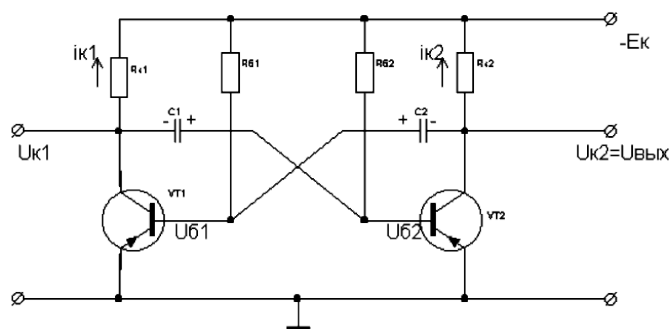 iк1
Rк1
Rб1
Rб2
iк2
Rк2
-Eк
C1
- +
C2
+ -
Uк1
Uк2=Uвых
VT1
Uб1
Uб2
VT2